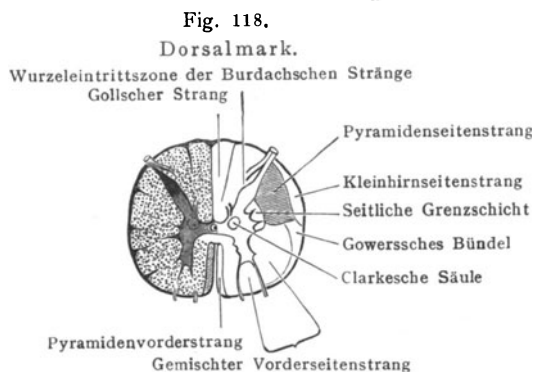 Fig. 118.
Dorsalmark.
Wurzeleintrittszone der Burdachschen Stränge
Gollscher Strang
Pyramidenseitenstrang
Kleinhirnseitenstrang
Seitliche Grenzschicht
Gowerssches Bündel
Clarkesche Säule
Pyramidenvorderstrang
Gemischter Vorderseitenstrang